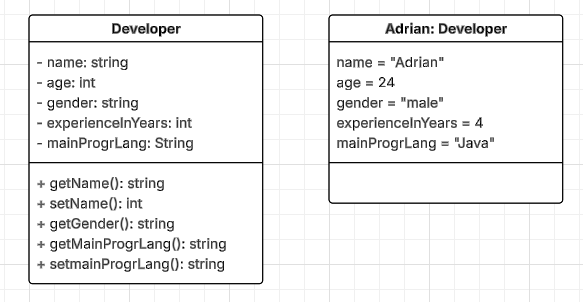 Developer
- name: string
- age: int
- gender: string
- experienceInYears: int
- mainProgrLang: String
+ getName(): string
+ setName(): int
+ getGender(): string
+ getMainProgrLang(): string
+ setmainProgrLang(): string
Adrian: Developer
name = "Adrian"
age = 24
gender = "male"
experienceInYears = 4
mainProgrLang = "Java"